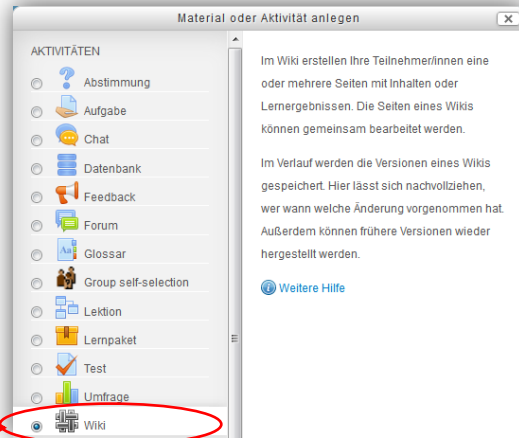 Material oder Aktivität anlegen
AKTIVITÄTEN
Abstimmung
Aufgabe
Chat
Datenbank
Feedback
Forum
Glossar
Group self-selection
Lektion
Lernpaket
Test
Umfrage
Wiki
Im Wiki erstellen Ihre Teilnehmer/innen eine
oder mehrere Seiten mit Inhalten oder
Lernergebnissen. Die Seiten eines Wikis
können gemeinsam bearbeitet werden.
Im Verlauf werden die Versionen eines Wikis
gespeichert. Hier lässt sich nachvollziehen,
wer wann welche Änderung vorgenommen hat.
Außerdem können frühere Versionen wieder
hergestellt werden.
Weitere Hilfe